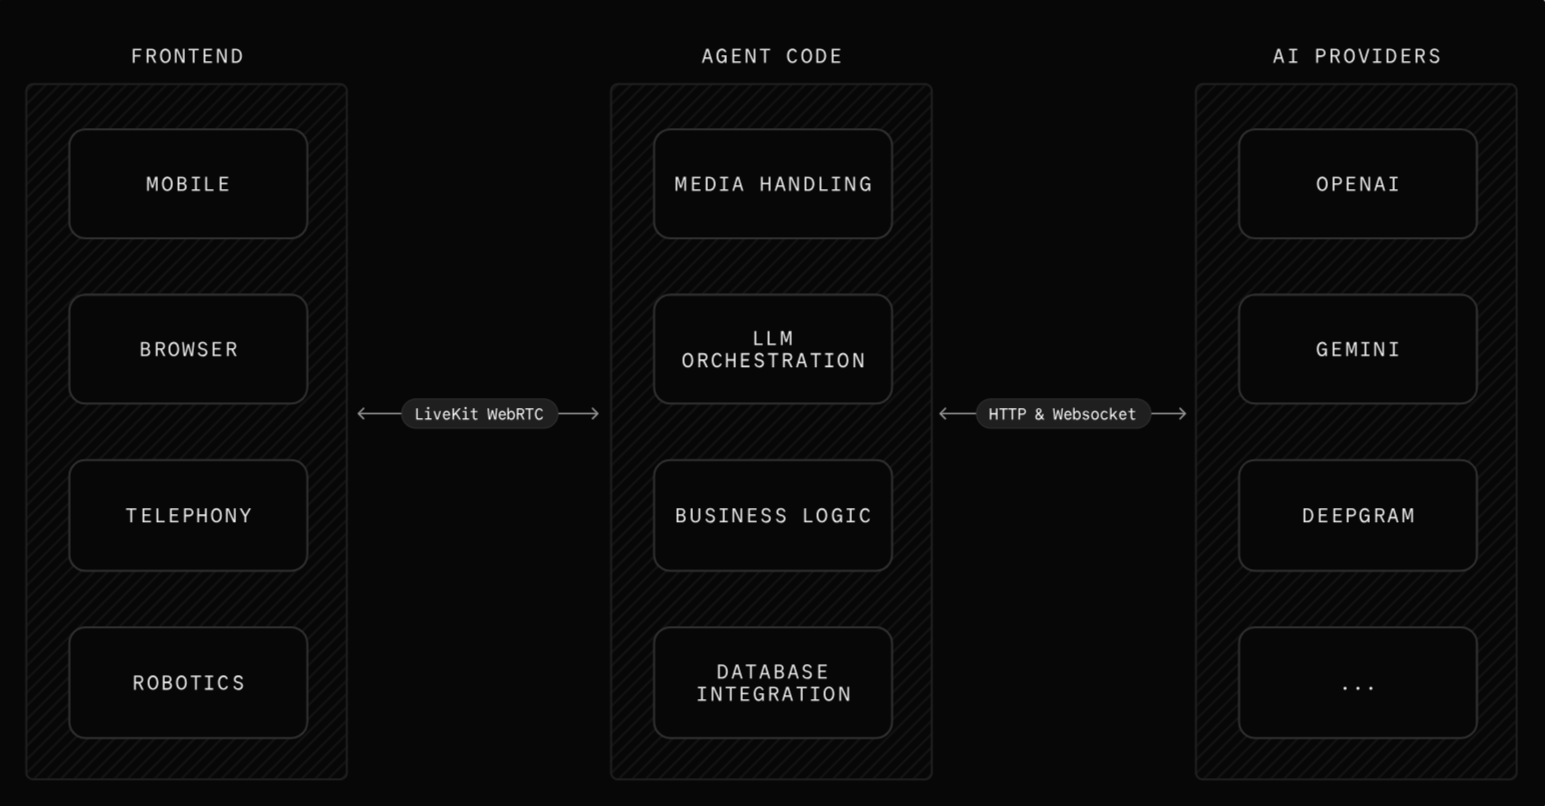 FRONTEND
MOBILE
BROWSER
TELEPHONY
ROBOTICS
LiveKit WebRTC
AGENT CODE
MEDIA HANDLING
LLM
ORCHESTRATION
BUSINESS LOGIC
DATABASE
INTEGRATION
HTTP & Websocket
AI PROVIDERS
OPENAI
GEMINI
DEEPGRAM
...